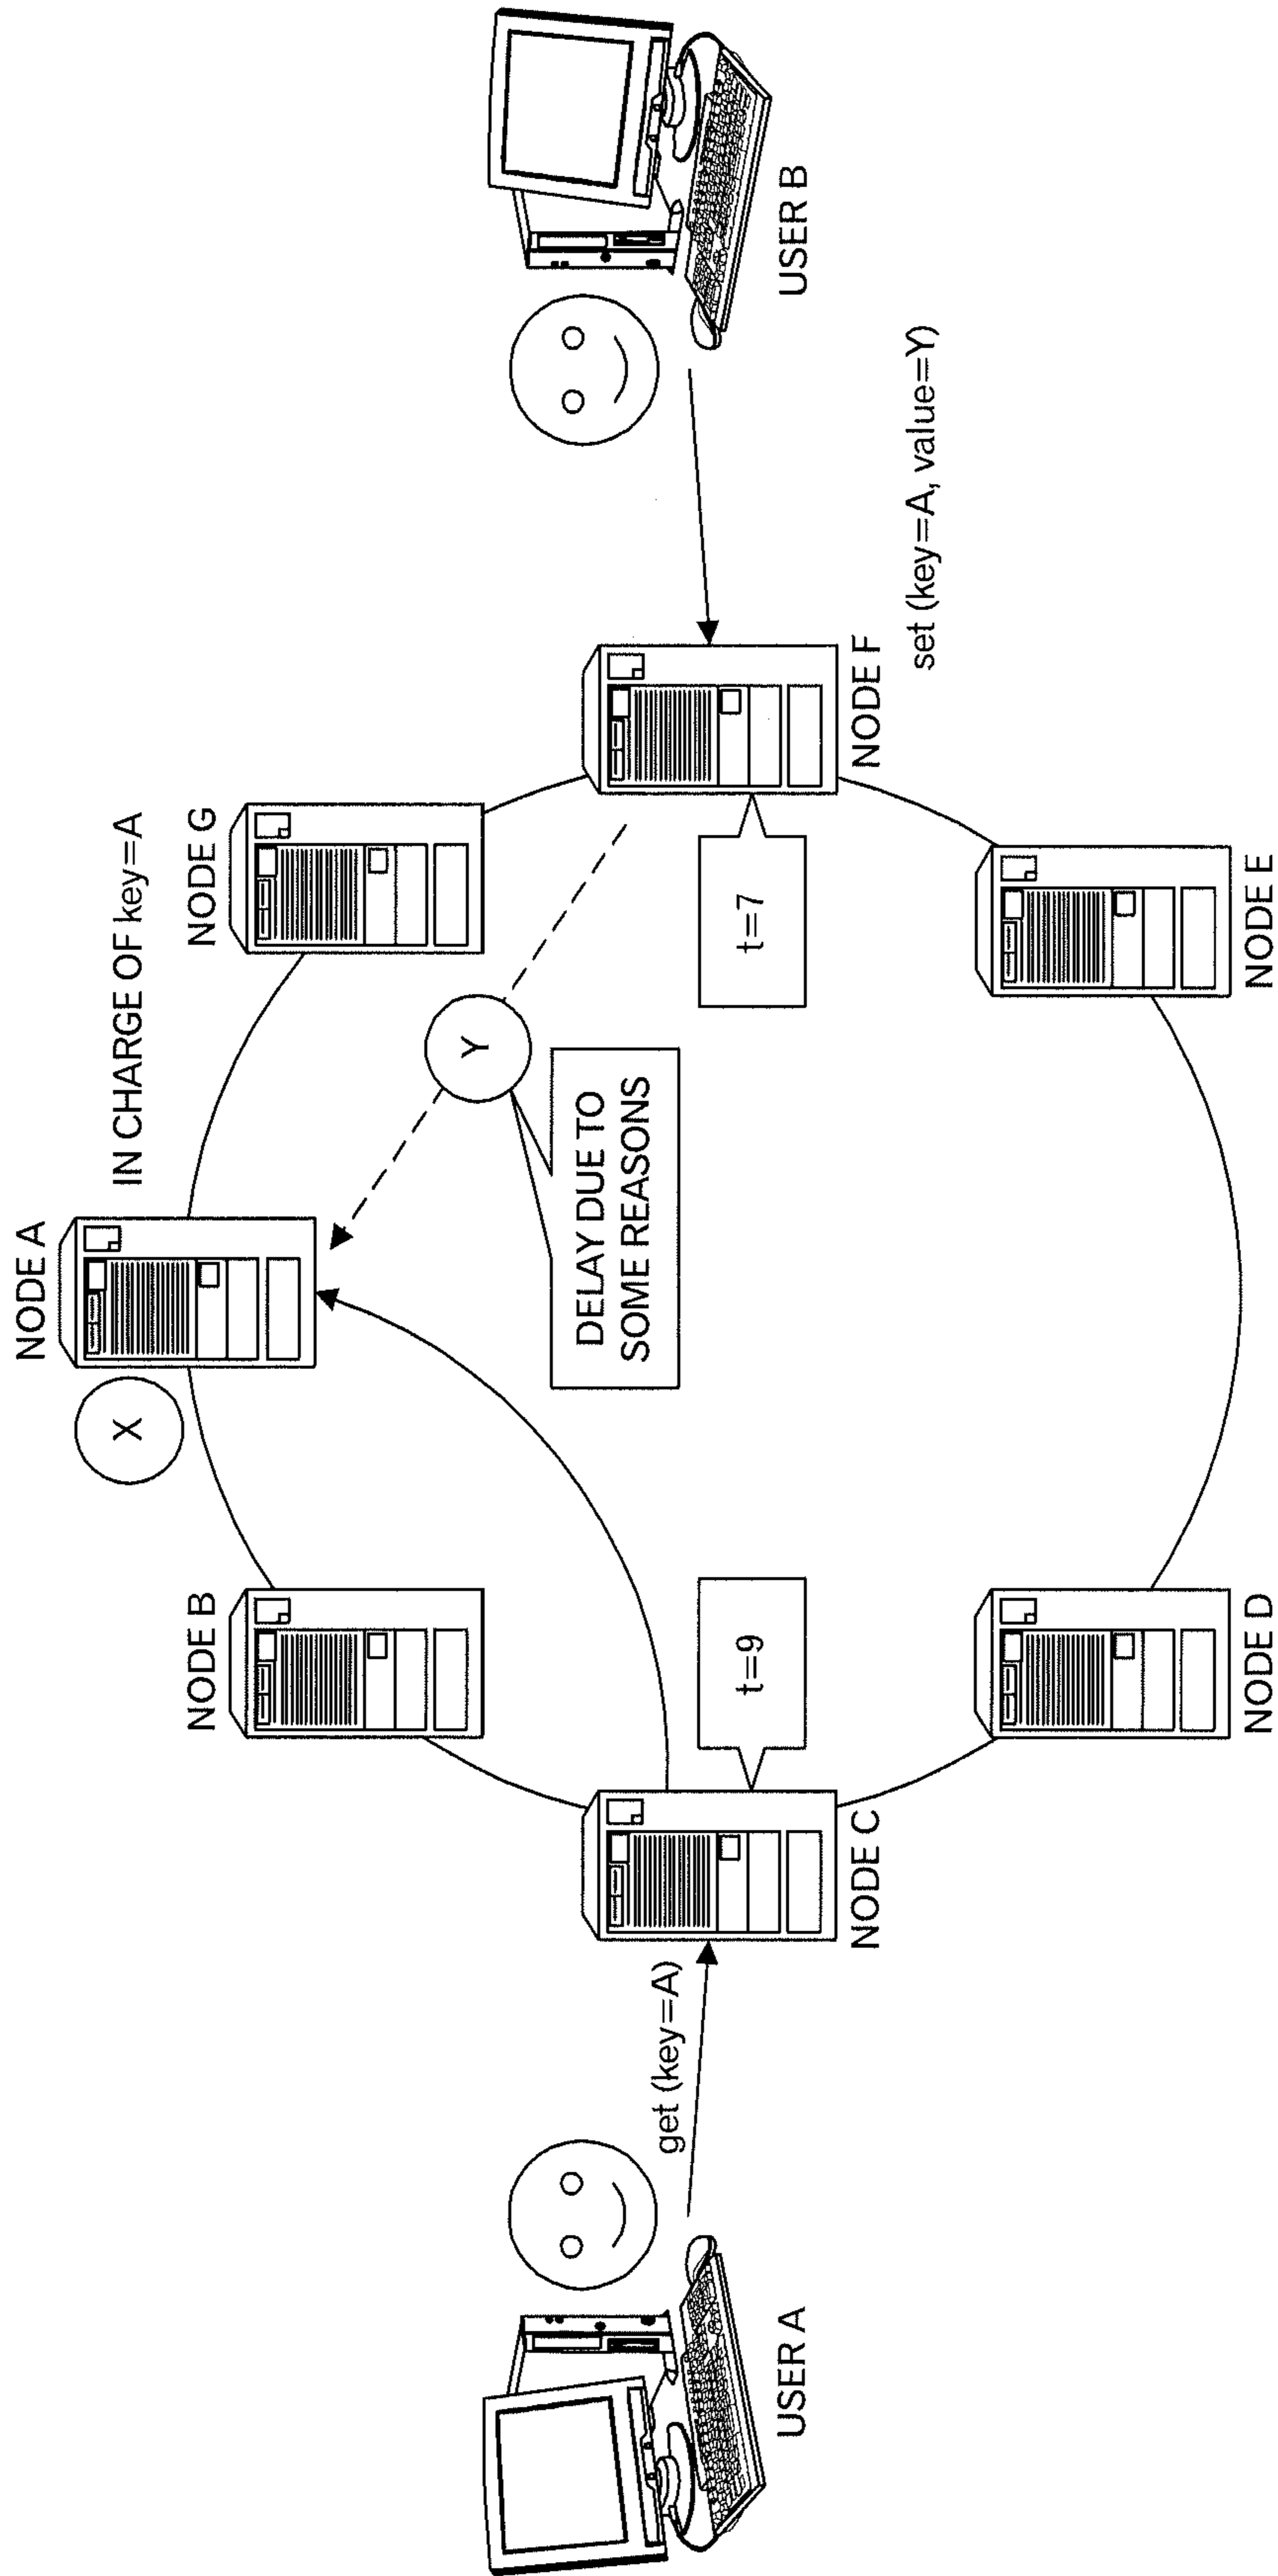 NODE A
IN CHARGE OF key=A
X
NODE B
NODE G
Y
DELAY DUE TO
SOME REASONS
get (key=A)
t=9
t=7
USER A
NODE C
NODE F
USER B
set (key=A, value=Y)
NODE D
NODE E